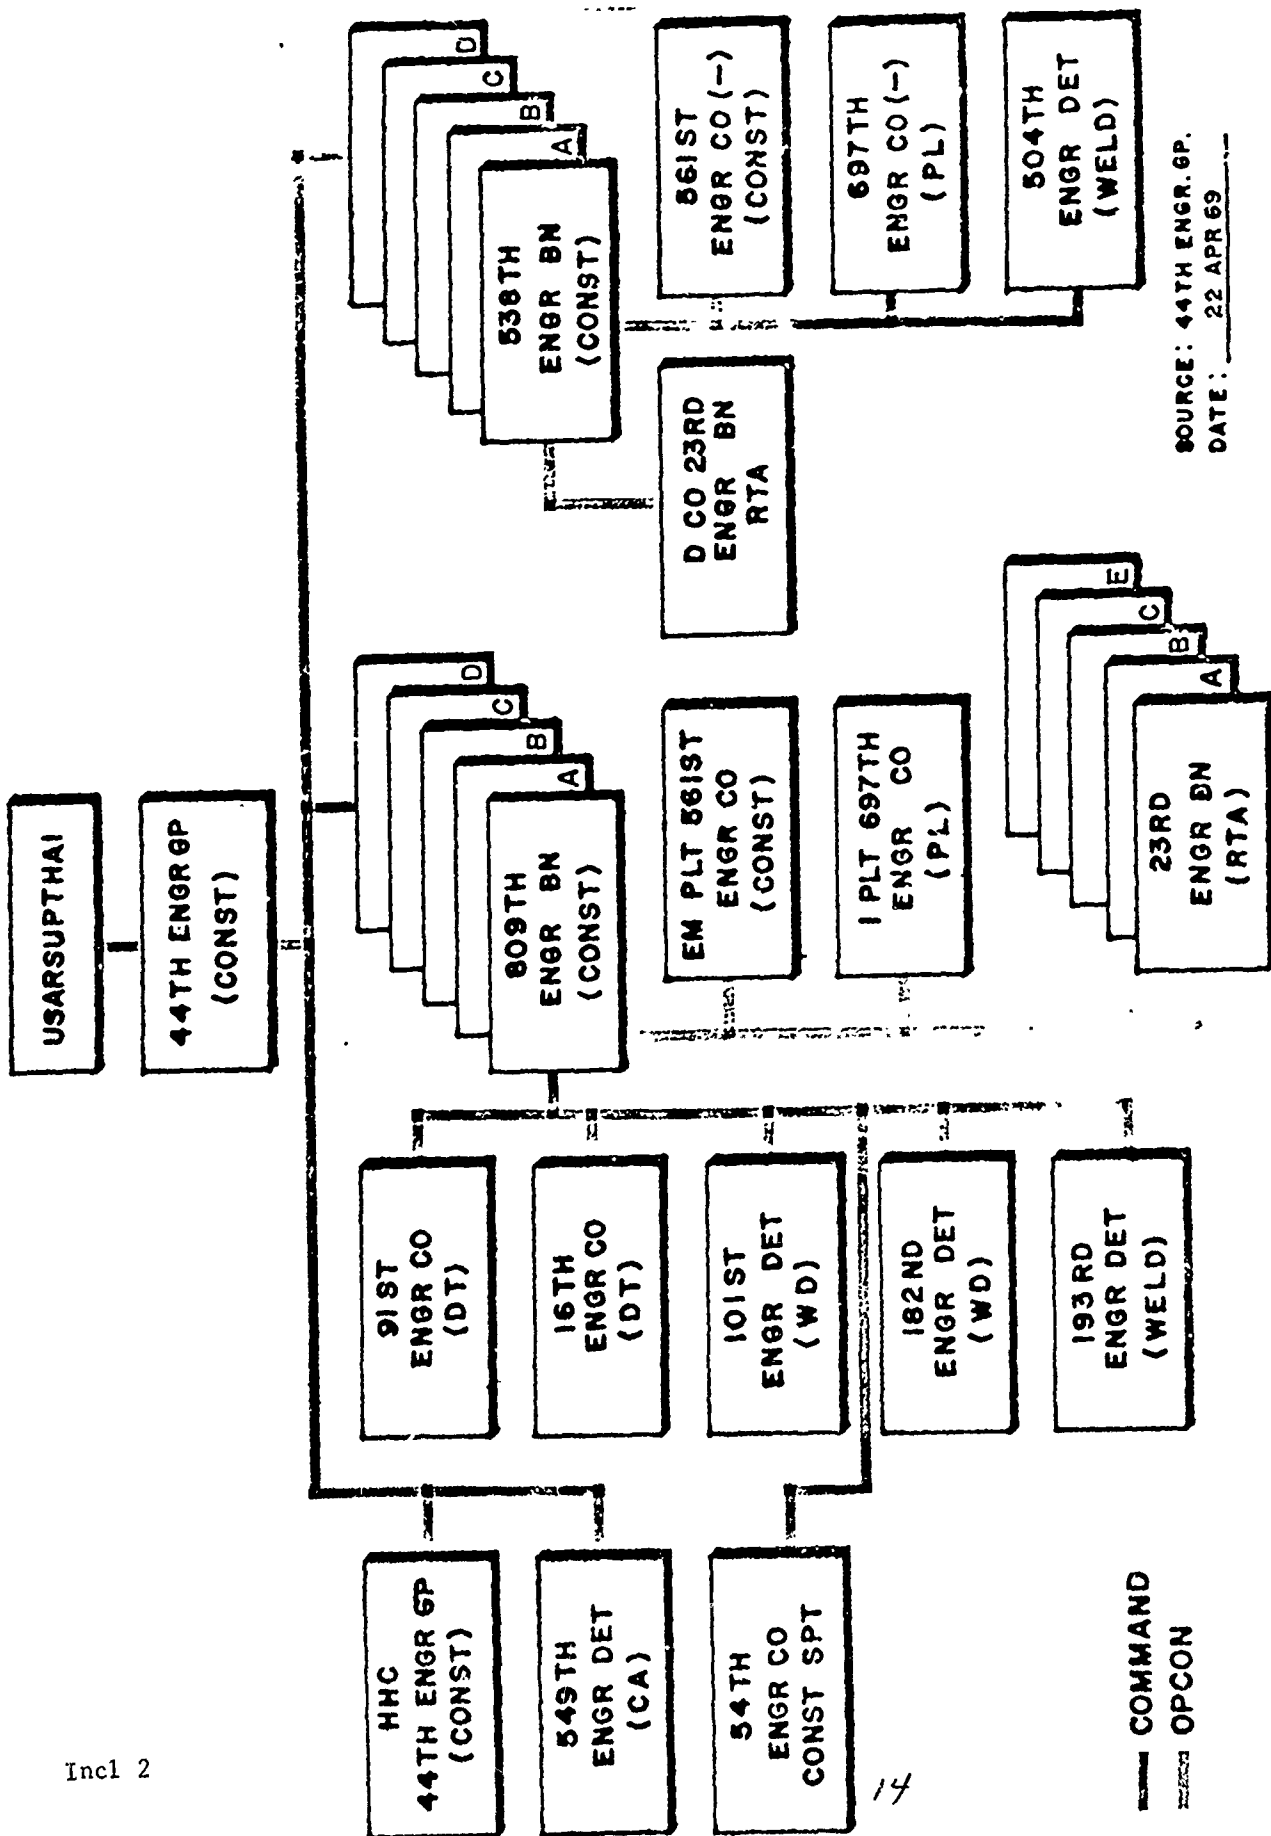 USARSUPTHAI
44TH ENGR GP
(CONST)
HHC
44TH ENGR GP
(CONST)
549TH
ENGR DET
(CA)
54TH
ENGR CO
CONST SPT
91ST
ENGR CO
(DT)
16TH
ENGR CO
(DT)
101ST
ENGR DET
(WD)
182ND
ENGR DET
(WD)
193RD
ENGR DET
(WELD)
D
C
B
A
809TH
ENGR BN
(CONST)
EM PLT 561ST
ENGR CO
(CONST)
1 PLT 697TH
ENGR CO
(PL)
E
C
B
A
23RD
ENGR BN
(RTA)
D
C
B
A
538TH
ENGR BN
(CONST)
D CO 23RD
ENGR BN
RTA
561ST
ENGR CO (-)
(CONST)
697TH
ENGR CO (-)
(PL)
504TH
ENGR DET
(WELD)
COMMAND
OPCON
SOURCE: 44TH ENGR. GP.
DATE: 22 APR 69
Incl 2
14